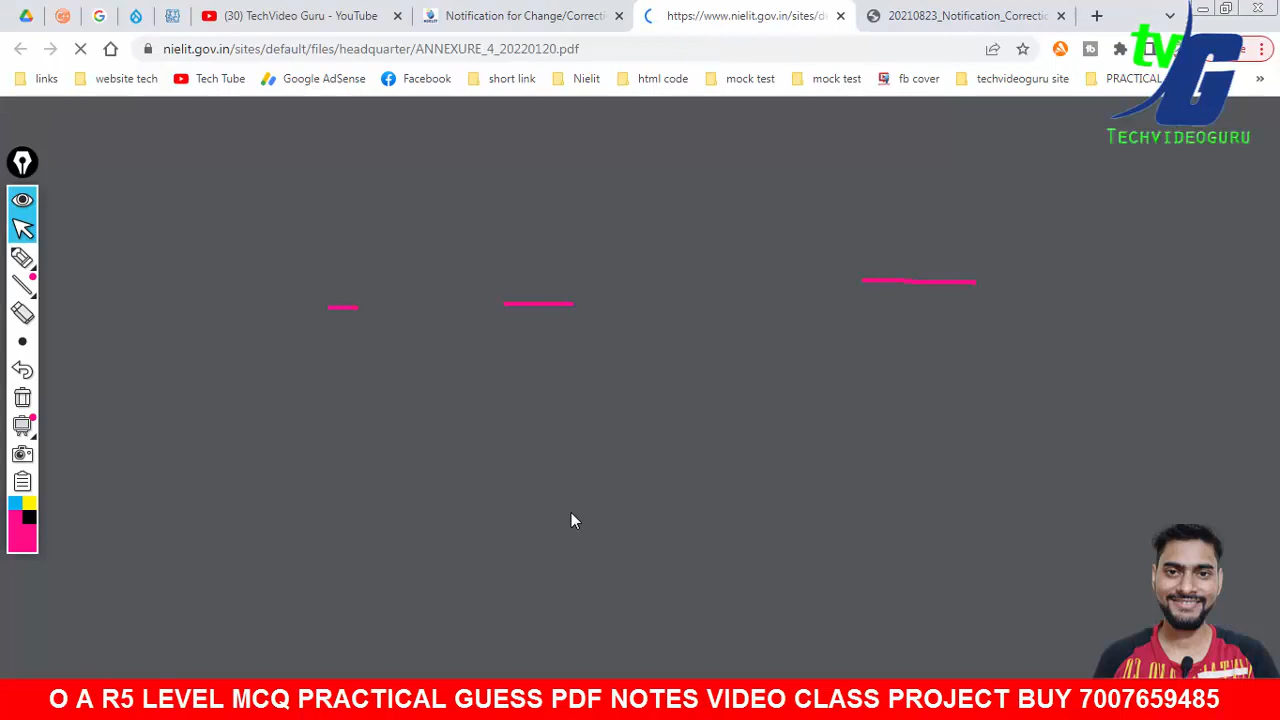 (30) TechVideo Guru - YouTube
Notification for Change/Correcti
https://www.nielit.gov.in/sites/d
20210823_Notification_Correctic
nielit.gov.in/sites/default/files/headquarter/ANNEXURE_4_20220120.pdf
links
website tech
Tech Tube
Google AdSense
Facebook
short link
Nielit
html code
mock test
mock test
fb cover
techvideoguru site
PRACTICAL
tvG
TECHVIDEOGURU
O A R5 LEVEL MCQ PRACTICAL GUESS PDF NOTES VIDEO CLASS PROJECT BUY 7007659485